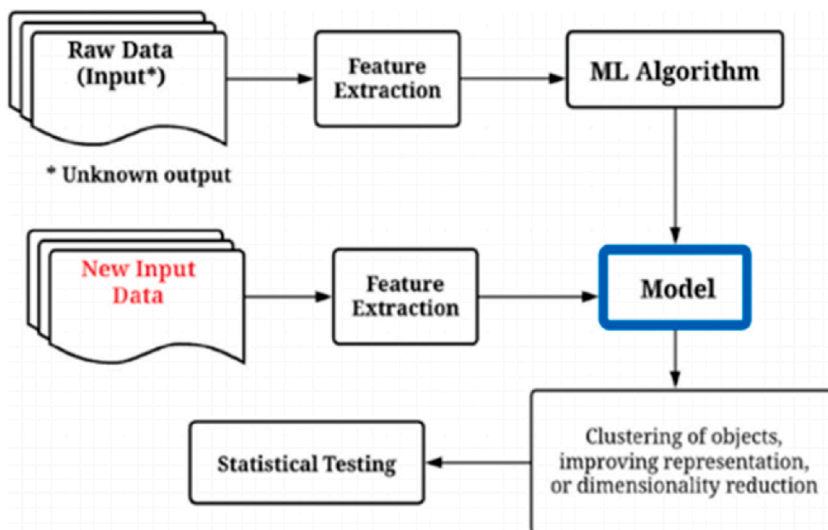 Raw Data
(Input*)
Feature
Extraction
ML Algorithm
* Unknown output
New Input
Data
Feature
Extraction
Model
Clustering of objects,
improving representation,
or dimensionality reduction
Statistical Testing